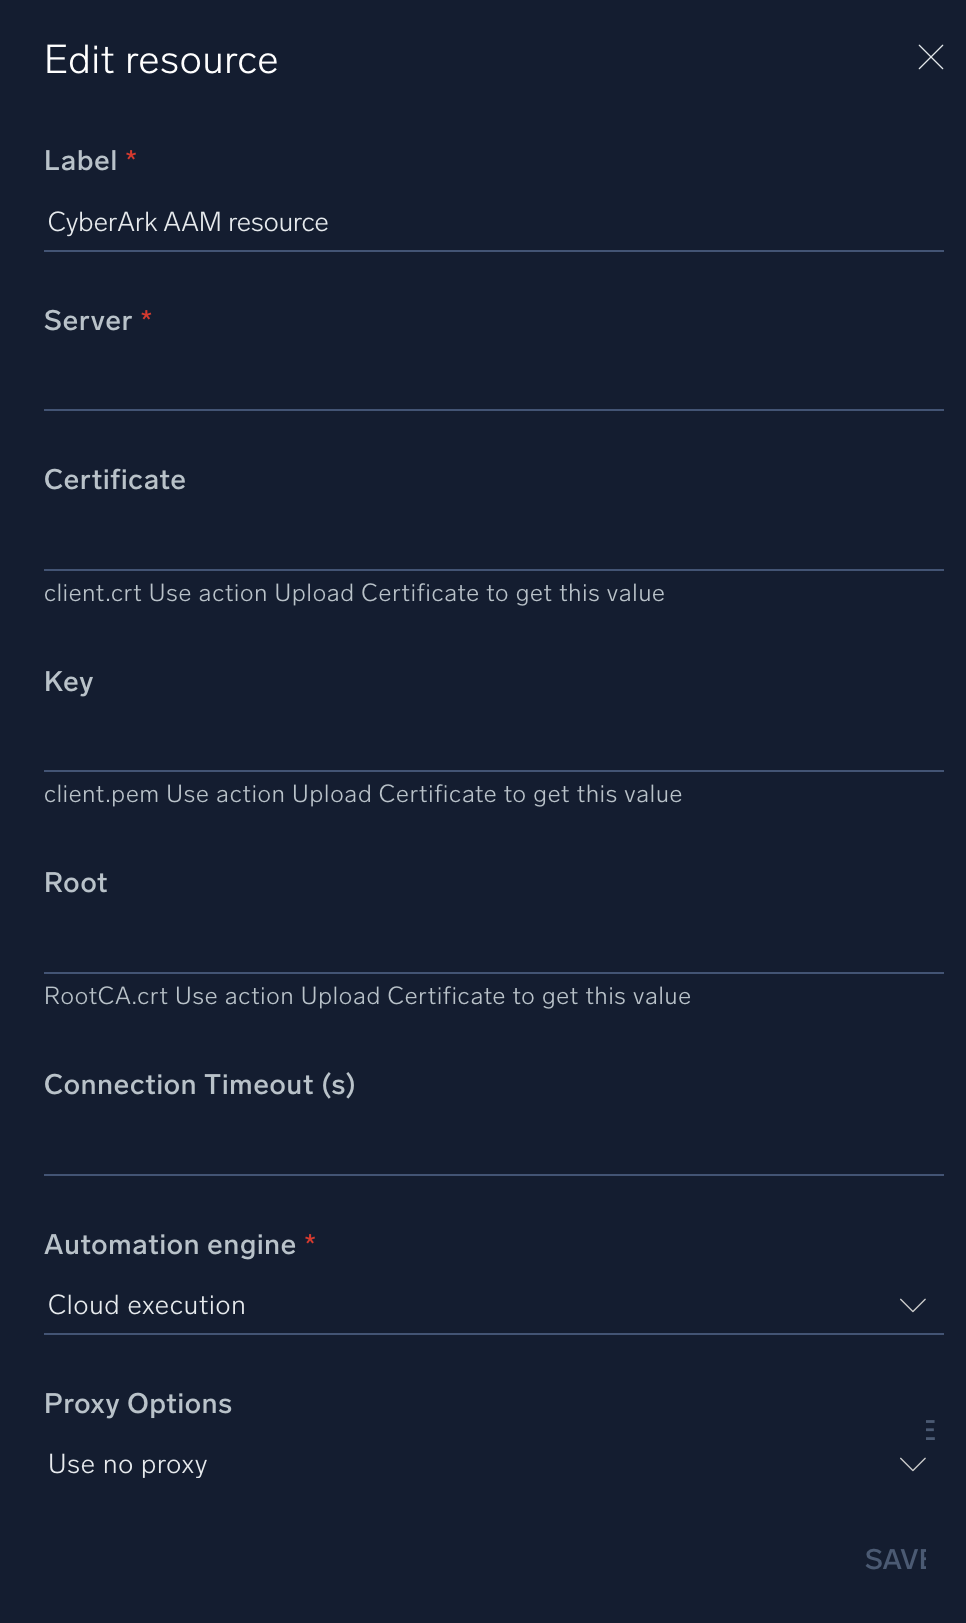 Edit resource
Label *
CyberArk AAM resource
Server *
Certificate
client.crt Use action Upload Certificate to get this value
Key
client.pem Use action Upload Certificate to get this value
Root
RootCA.crt Use action Upload Certificate to get this value
Connection Timeout (s)
Automation engine *
Cloud execution
Proxy Options
Use no proxy
SAVE